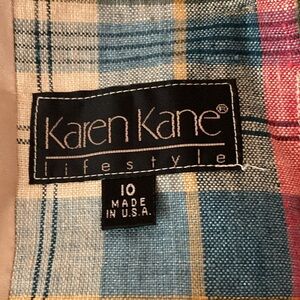 Karen Kane®
lifestyle
10
MADE
IN U.S.A.